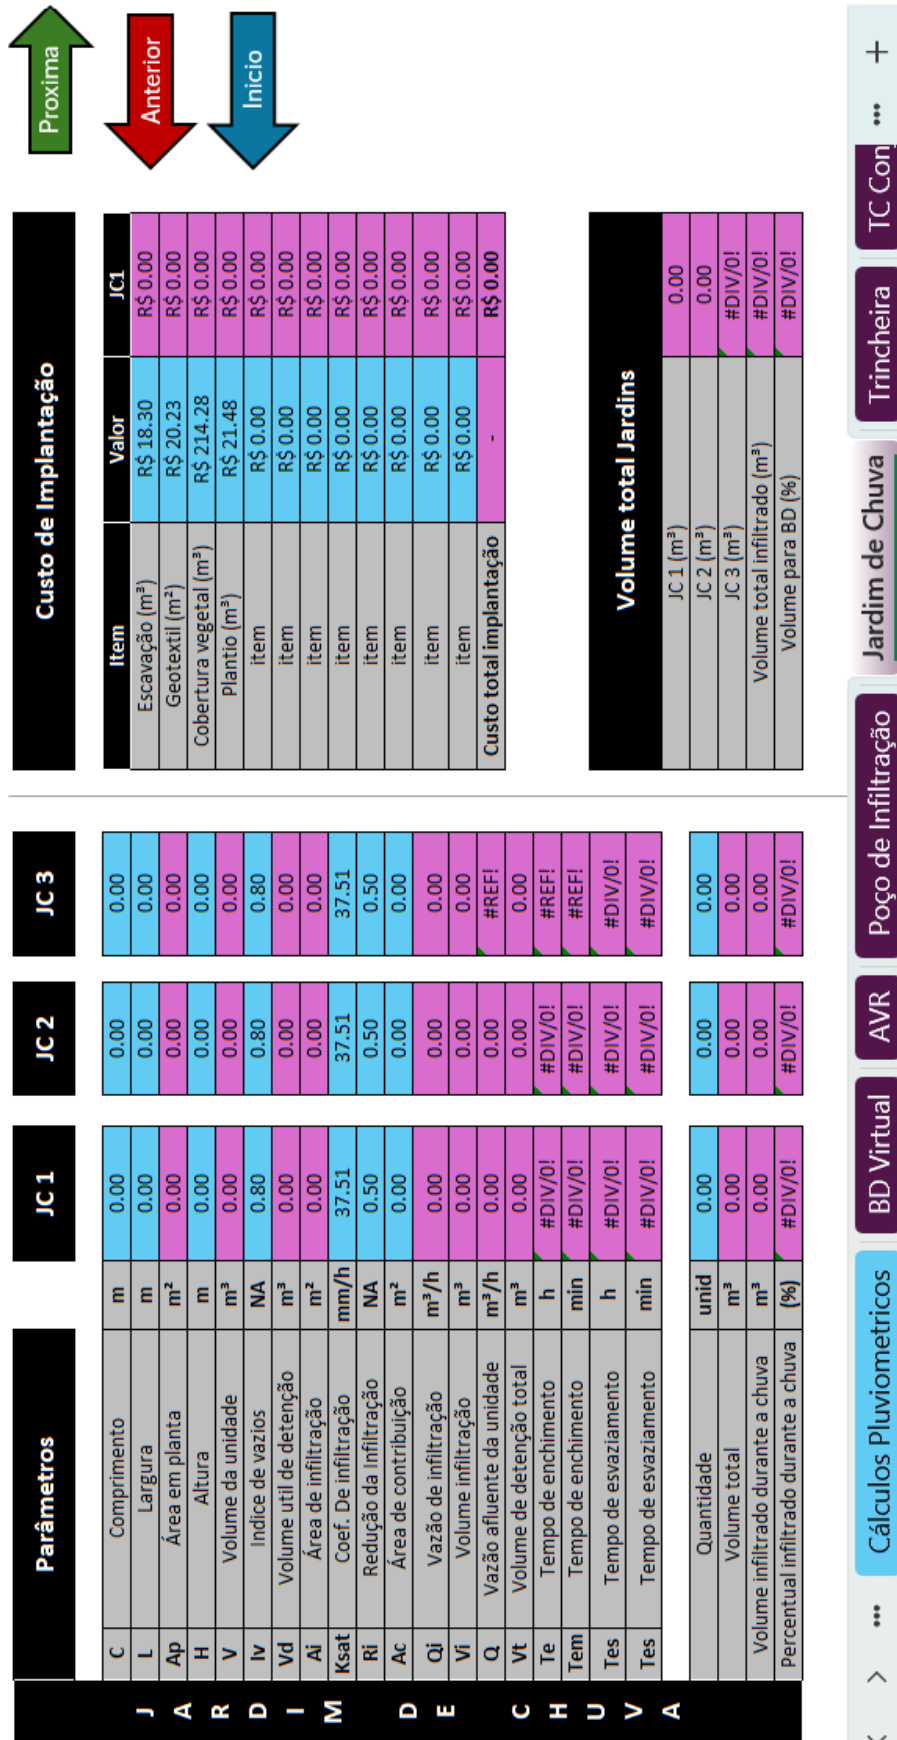 Parâmetros JC 1 JC 2 JC 3
C Comprimento m 0.00 0.00 0.00
L Largura m 0.00 0.00 0.00
Ap Área em planta m² 0.00 0.00 0.00
H Altura m 0.00 0.00 0.00
V Volume da unidade m³ 0.00 0.00 0.00
Iv Indice de vazios NA 0.80 0.80 0.80
Vd Volume util de detenção m³ 0.00 0.00 0.00
Ai Área de infiltração m² 0.00 0.00 0.00
Ksat Coef. De infiltração mm/h 37.51 37.51 37.51
Ri Redução da Infiltração NA 0.50 0.50 0.50
Ac Área de contribuição m² 0.00 0.00 0.00
Qi Vazão de infiltração m³/h 0.00 0.00 0.00
Vi Volume infiltração m³ 0.00 0.00 0.00
Q Vazão afluente da unidade m³/h 0.00 0.00 #REF!
Vt Volume de detenção total m³ 0.00 0.00 0.00
Te Tempo de enchimento h #DIV/0! #DIV/0! #REF!
Tem Tempo de enchimento min #DIV/0! #DIV/0! #REF!
Tes Tempo de esvaziamento h #DIV/0! #DIV/0! #DIV/0!
Tes Tempo de esvaziamento min #DIV/0! #DIV/0! #DIV/0!
Quantidade unid 0.00 0.00 0.00
Volume total m³ 0.00 0.00 0.00
Volume infiltrado durante a chuva m³ 0.00 0.00 0.00
Percentual infiltrado durante a chuva (%) #DIV/0! #DIV/0! #DIV/0!
J
A
R
D
I
M
D
E
C
H
U
V
A
Custo de Implantação
Item Valor JC1
Escavação (m³) R$ 18.30 R$ 0.00
Geotextil (m²) R$ 20.23 R$ 0.00
Cobertura vegetal (m³) R$ 214.28 R$ 0.00
Plantio (m³) R$ 21.48 R$ 0.00
item R$ 0.00 R$ 0.00
item R$ 0.00 R$ 0.00
item R$ 0.00 R$ 0.00
item R$ 0.00 R$ 0.00
item R$ 0.00 R$ 0.00
item R$ 0.00 R$ 0.00
item R$ 0.00 R$ 0.00
item R$ 0.00 R$ 0.00
Custo total implantação - R$ 0.00
Volume total Jardins
JC 1 (m³) 0.00
JC 2 (m³) 0.00
JC 3 (m³) #DIV/0!
Volume total infiltrado (m³) #DIV/0!
Volume para BD (%) #DIV/0!
Proxima
Anterior
Inicio
... Cálculos Pluviometricos BD Virtual AVR Poço de Infiltração Jardim de Chuva Trincheira TC Con ... +